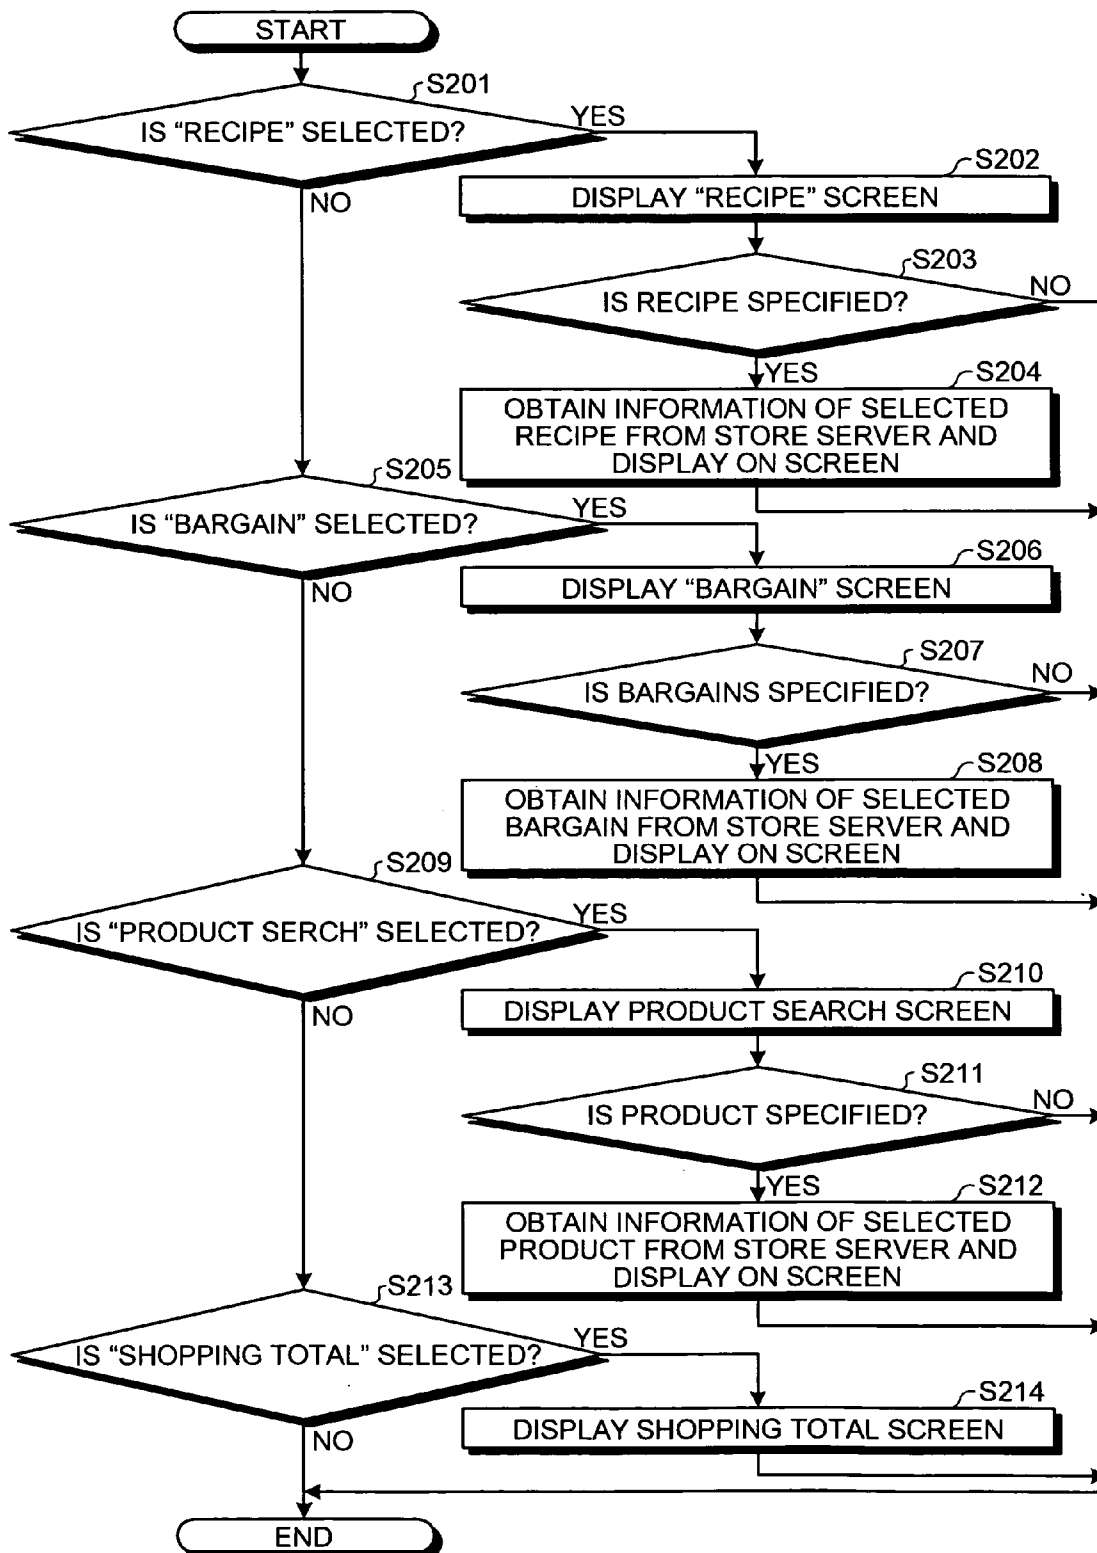 START
S201
IS “RECIPE” SELECTED?
YES
NO
S202
DISPLAY “RECIPE” SCREEN
S203
IS RECIPE SPECIFIED?
NO
YES
S204
OBTAIN INFORMATION OF SELECTED
RECIPE FROM STORE SERVER AND
DISPLAY ON SCREEN
S205
IS “BARGAIN” SELECTED?
YES
NO
S206
DISPLAY “BARGAIN” SCREEN
S207
IS BARGAINS SPECIFIED?
NO
YES
S208
OBTAIN INFORMATION OF SELECTED
BARGAIN FROM STORE SERVER AND
DISPLAY ON SCREEN
S209
IS “PRODUCT SERCH” SELECTED?
YES
NO
S210
DISPLAY PRODUCT SEARCH SCREEN
S211
IS PRODUCT SPECIFIED?
NO
YES
S212
OBTAIN INFORMATION OF SELECTED
PRODUCT FROM STORE SERVER AND
DISPLAY ON SCREEN
S213
IS “SHOPPING TOTAL” SELECTED?
YES
NO
S214
DISPLAY SHOPPING TOTAL SCREEN
END